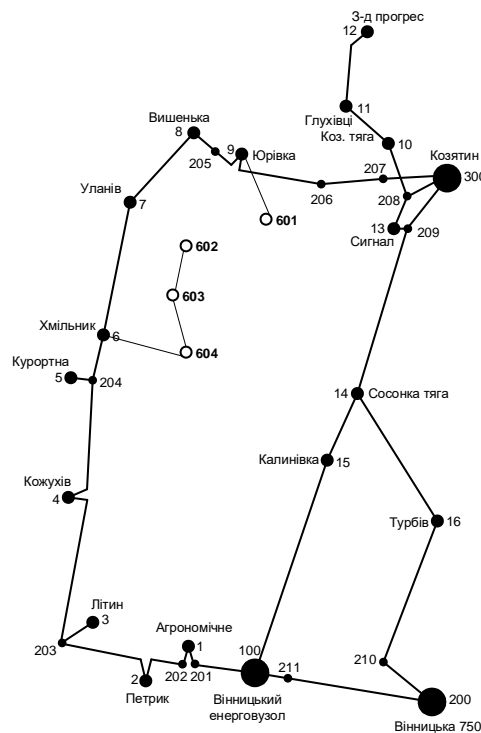 З-д прогрес
12
11
Глухівці
Коз. тяга
10
Вишенька
8
205
9
Юрівка
207
Козятин
300
206
208
Уланів
7
601
13
Сигнал
209
602
603
Хмільник
6
604
Курортна
5
204
14
Сосонка тяга
Калинівка
15
Кожухів
4
Турбів
16
Літин
3
Агрономічне
1
203
100
210
2
202
201
211
Петрик
Вінницький
енерговузол
200
Вінницька 750